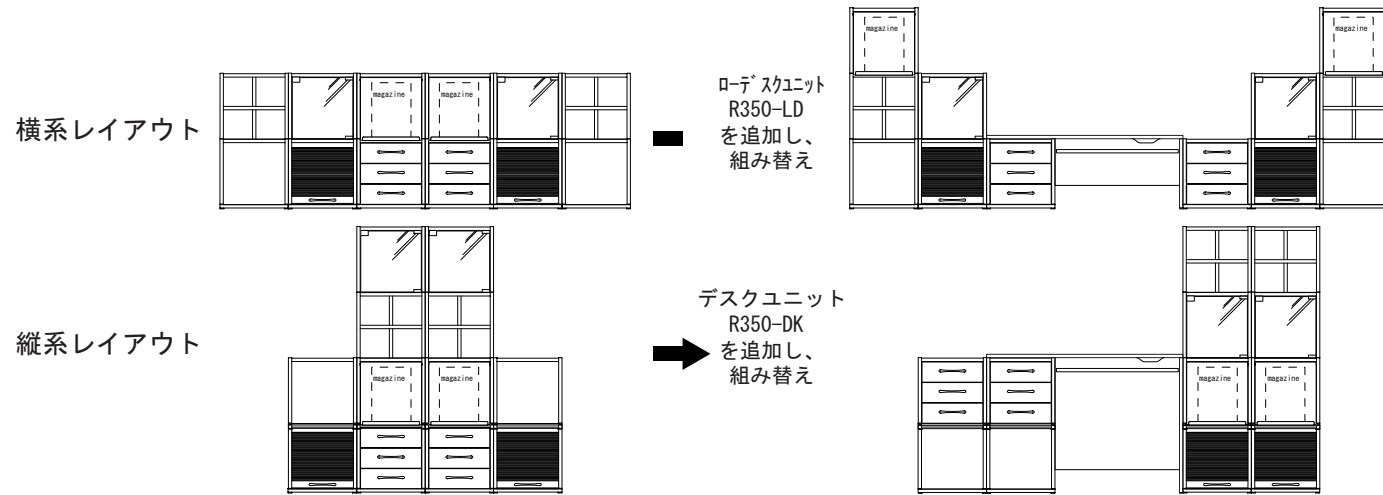 横系レイアウト
magazine
magazine
ローデスクユニット
R350-LD
を追加し、
組み替え
magazine
magazine
縦系レイアウト
magazine
magazine
デスクユニット
R350-DK
を追加し、
組み替え
magazine
magazine